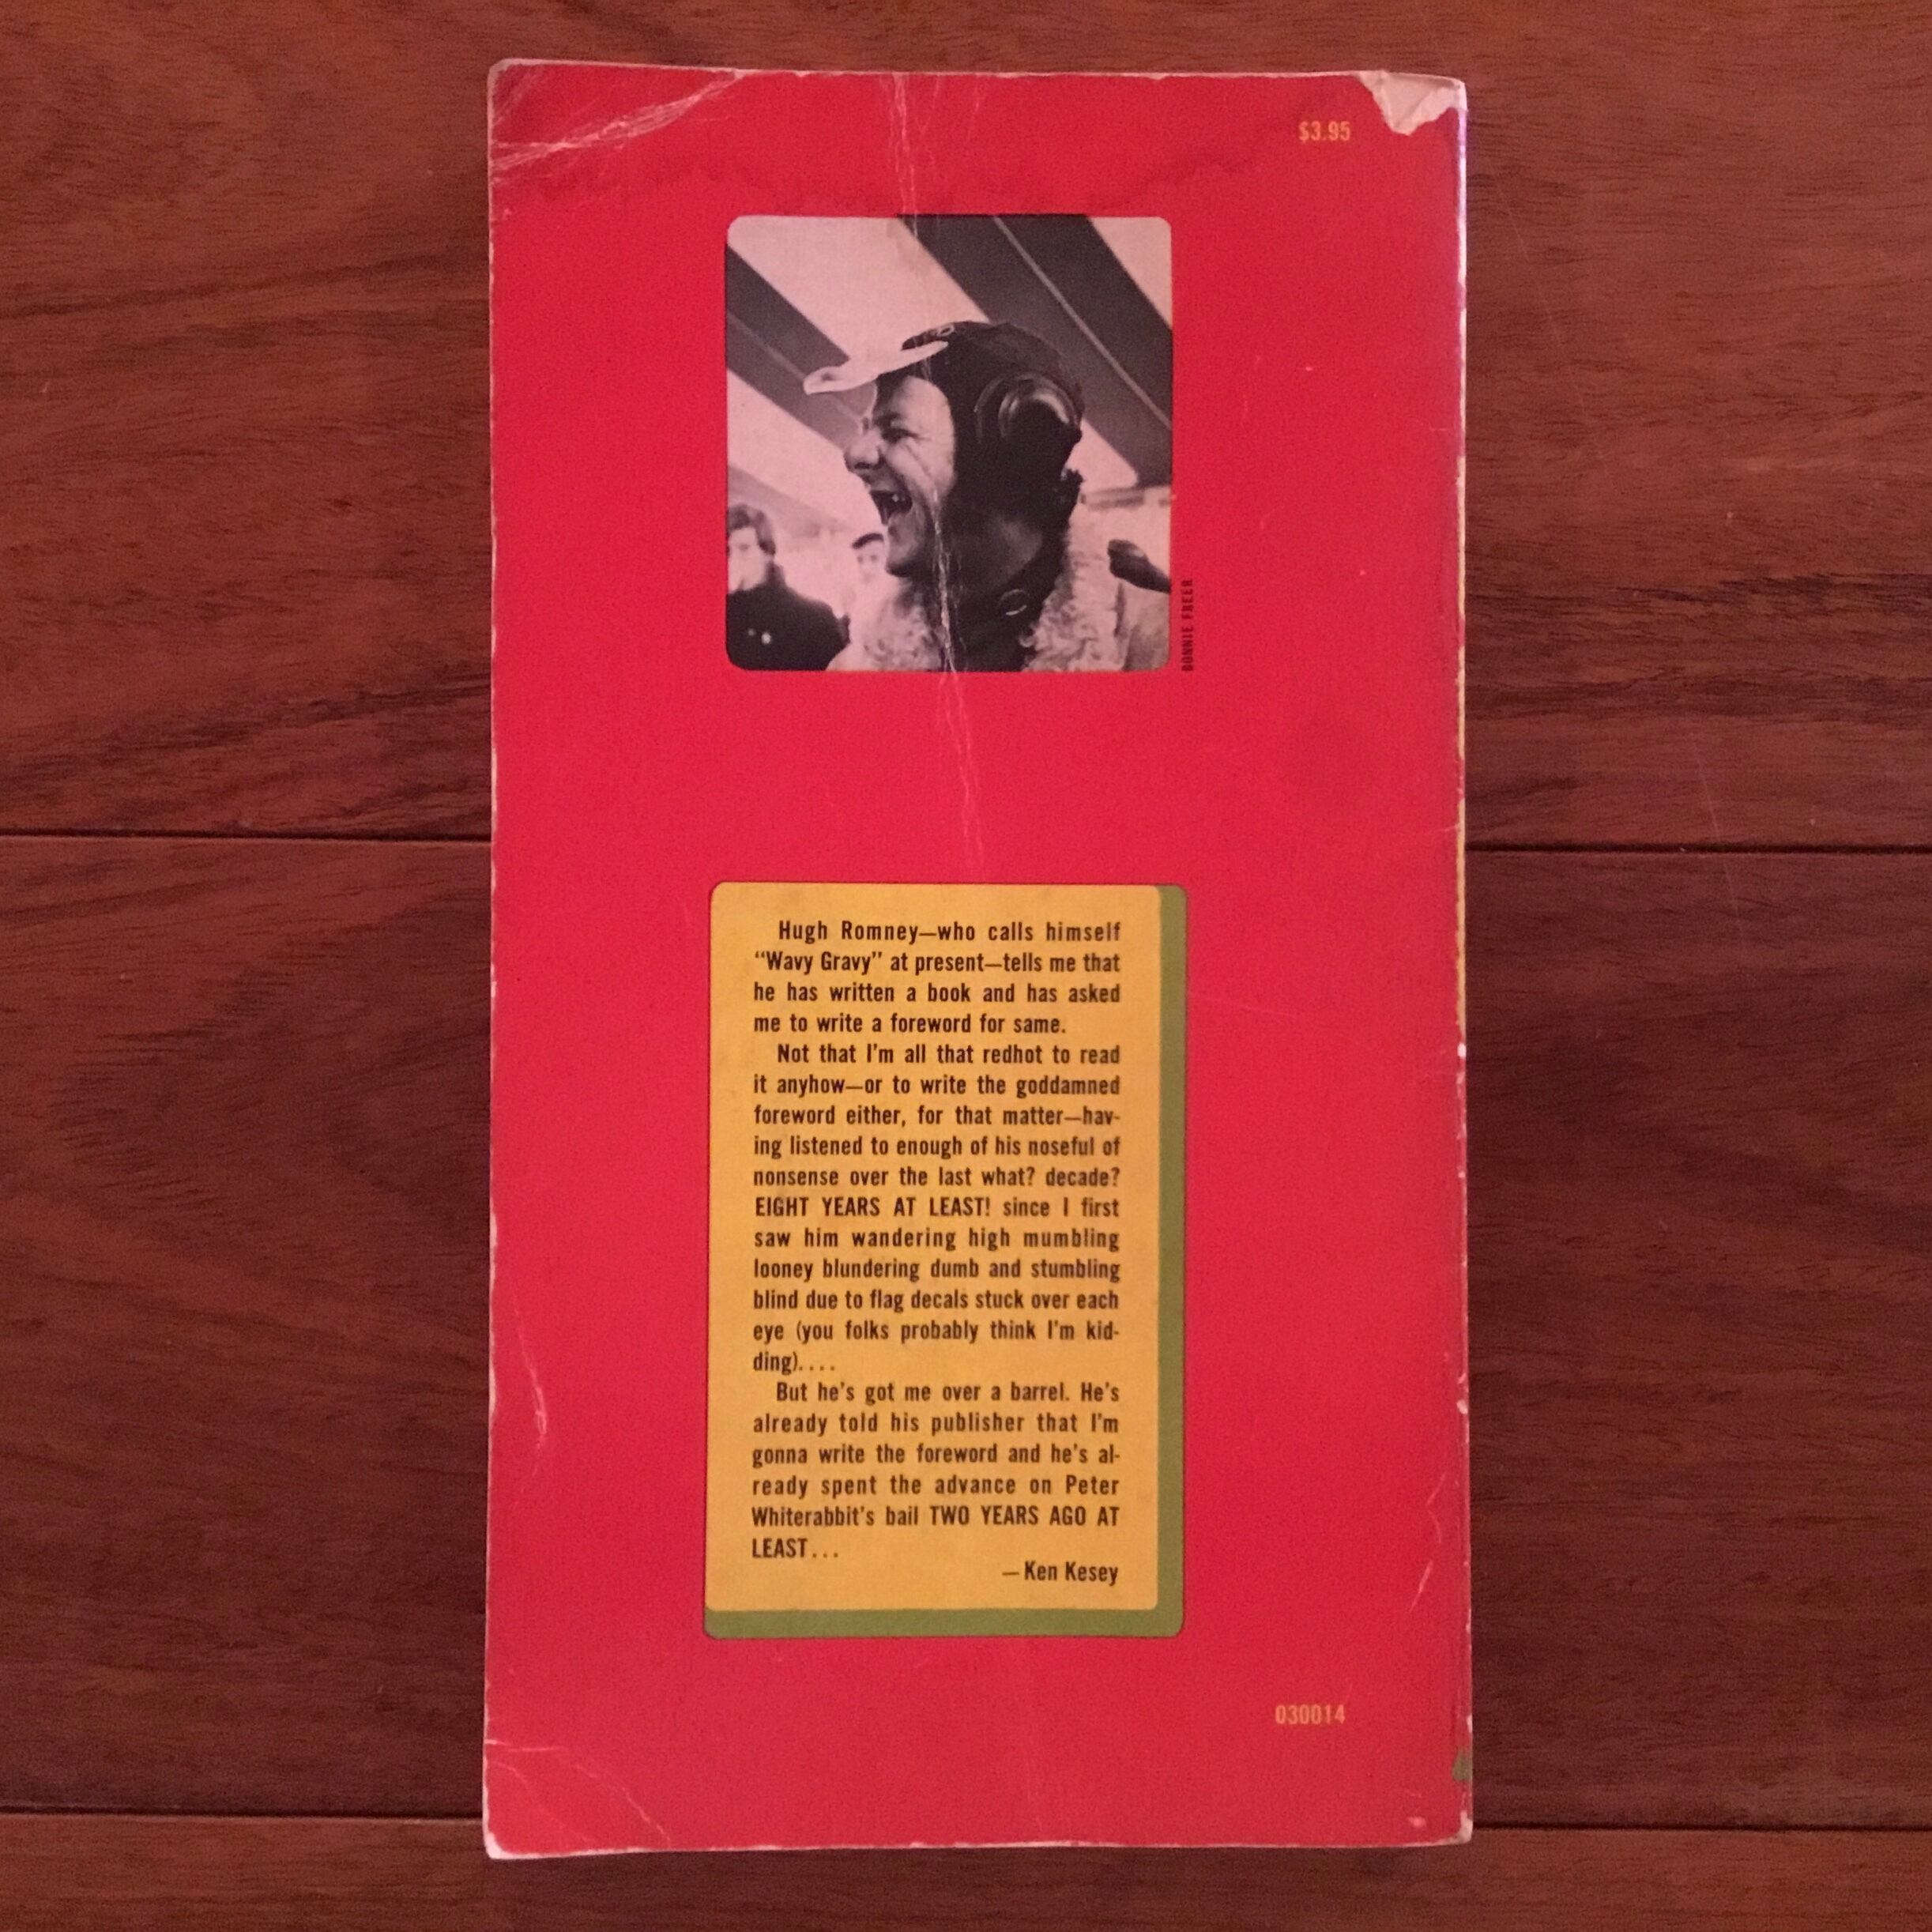 $3.95
BONNIE FREER
Hugh Romney—who calls himself
“Wavy Gravy” at present—tells me that
he has written a book and has asked
me to write a foreword for same.
Not that I’m all that redhot to read
it anyhow—or to write the goddamned
foreword either, for that matter—hav-
ing listened to enough of his noseful of
nonsense over the last what? decade?
EIGHT YEARS AT LEAST! since I first
saw him wandering high mumbling
looney blundering dumb and stumbling
blind due to flag decals stuck over each
eye (you folks probably think I’m kid-
ding)....
But he’s got me over a barrel. He’s
already told his publisher that I’m
gonna write the foreword and he’s al-
ready spent the advance on Peter
Whiterabbit’s bail TWO YEARS AGO AT
LEAST...
—Ken Kesey
030014